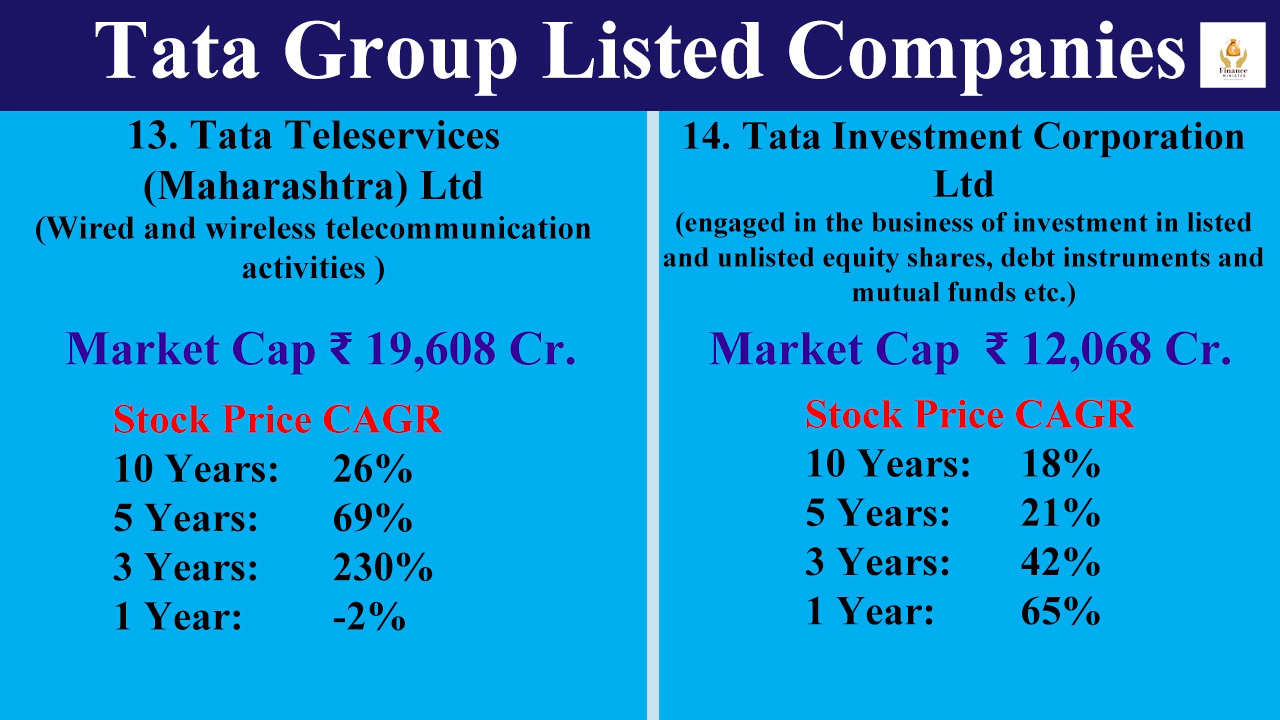 Tata Group Listed Companies
Finance
MINISTER
13. Tata Teleservices
(Maharashtra) Ltd
(Wired and wireless telecommunication
activities )
Market Cap ₹ 19,608 Cr.
Stock Price CAGR
10 Years: 26%
5 Years: 69%
3 Years: 230%
1 Year: -2%
14. Tata Investment Corporation
Ltd
(engaged in the business of investment in listed
and unlisted equity shares, debt instruments and
mutual funds etc.)
Market Cap ₹ 12,068 Cr.
Stock Price CAGR
10 Years: 18%
5 Years: 21%
3 Years: 42%
1 Year: 65%